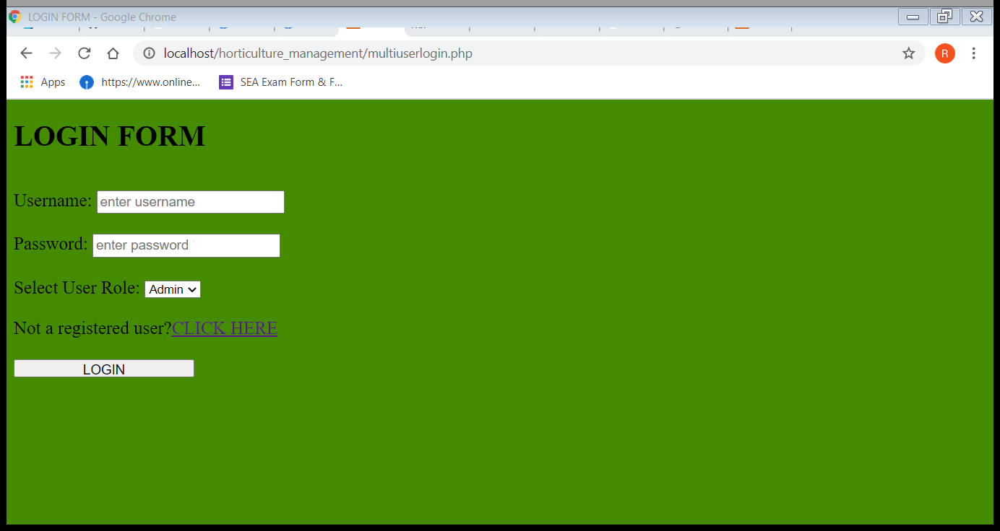 LOGIN FORM - Google Chrome
localhost/horticulture_management/multiuserlogin.php
R
Apps
https://www.online...
SEA Exam Form & F...
LOGIN FORM
Username: enter username
Password: enter password
Select User Role: Admin
Not a registered user?CLICK HERE
LOGIN